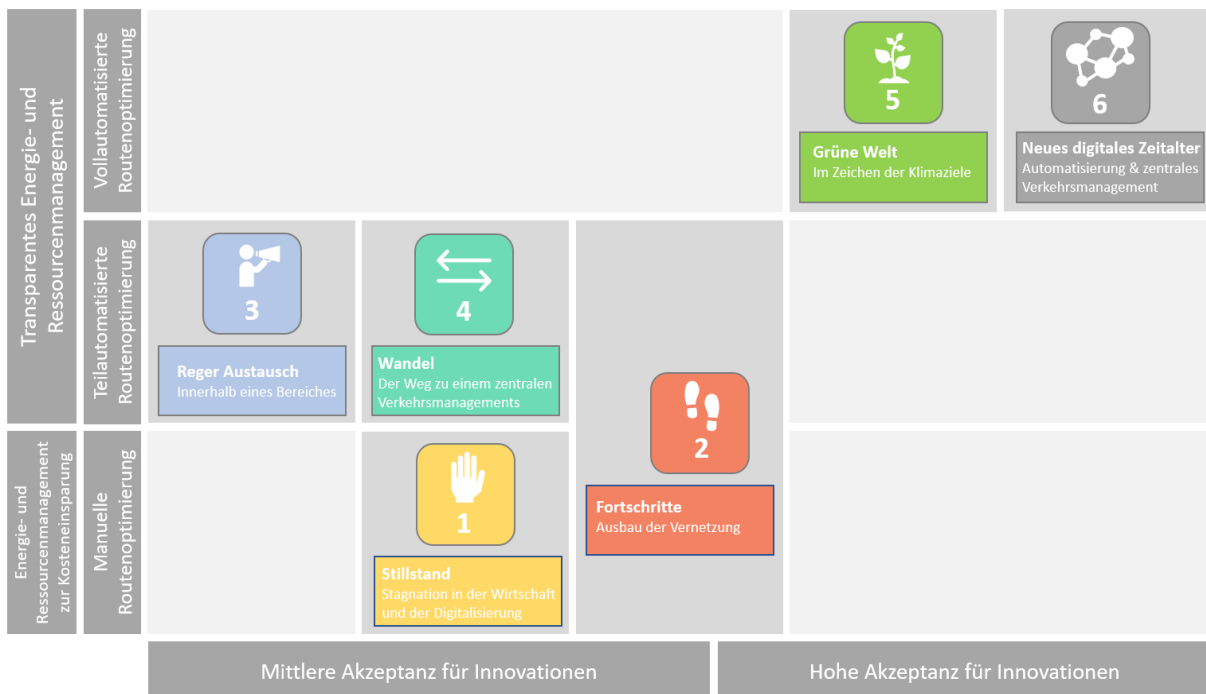 Transparentes Energie- und
Ressourcenmanagement
Vollautomatisierte
Routenoptimierung
5
Grüne Welt
Im Zeichen der Klimaziele
6
Neues digitales Zeitalter
Automatisierung & zentrales
Verkehrsmanagement
Teilautomatisierte
Routenoptimierung
3
Reger Austausch
Innerhalb eines Bereiches
4
Wandel
Der Weg zu einem zentralen
Verkehrsmanagements
2
Fortschritte
Ausbau der Vernetzung
Energie- und
Ressourcenmanagement
zur Kosteneinsparung
Manuelle
Routenoptimierung
1
Stillstand
Stagnation in der Wirtschaft
und der Digitalisierung
Mittlere Akzeptanz für Innovationen
Hohe Akzeptanz für Innovationen